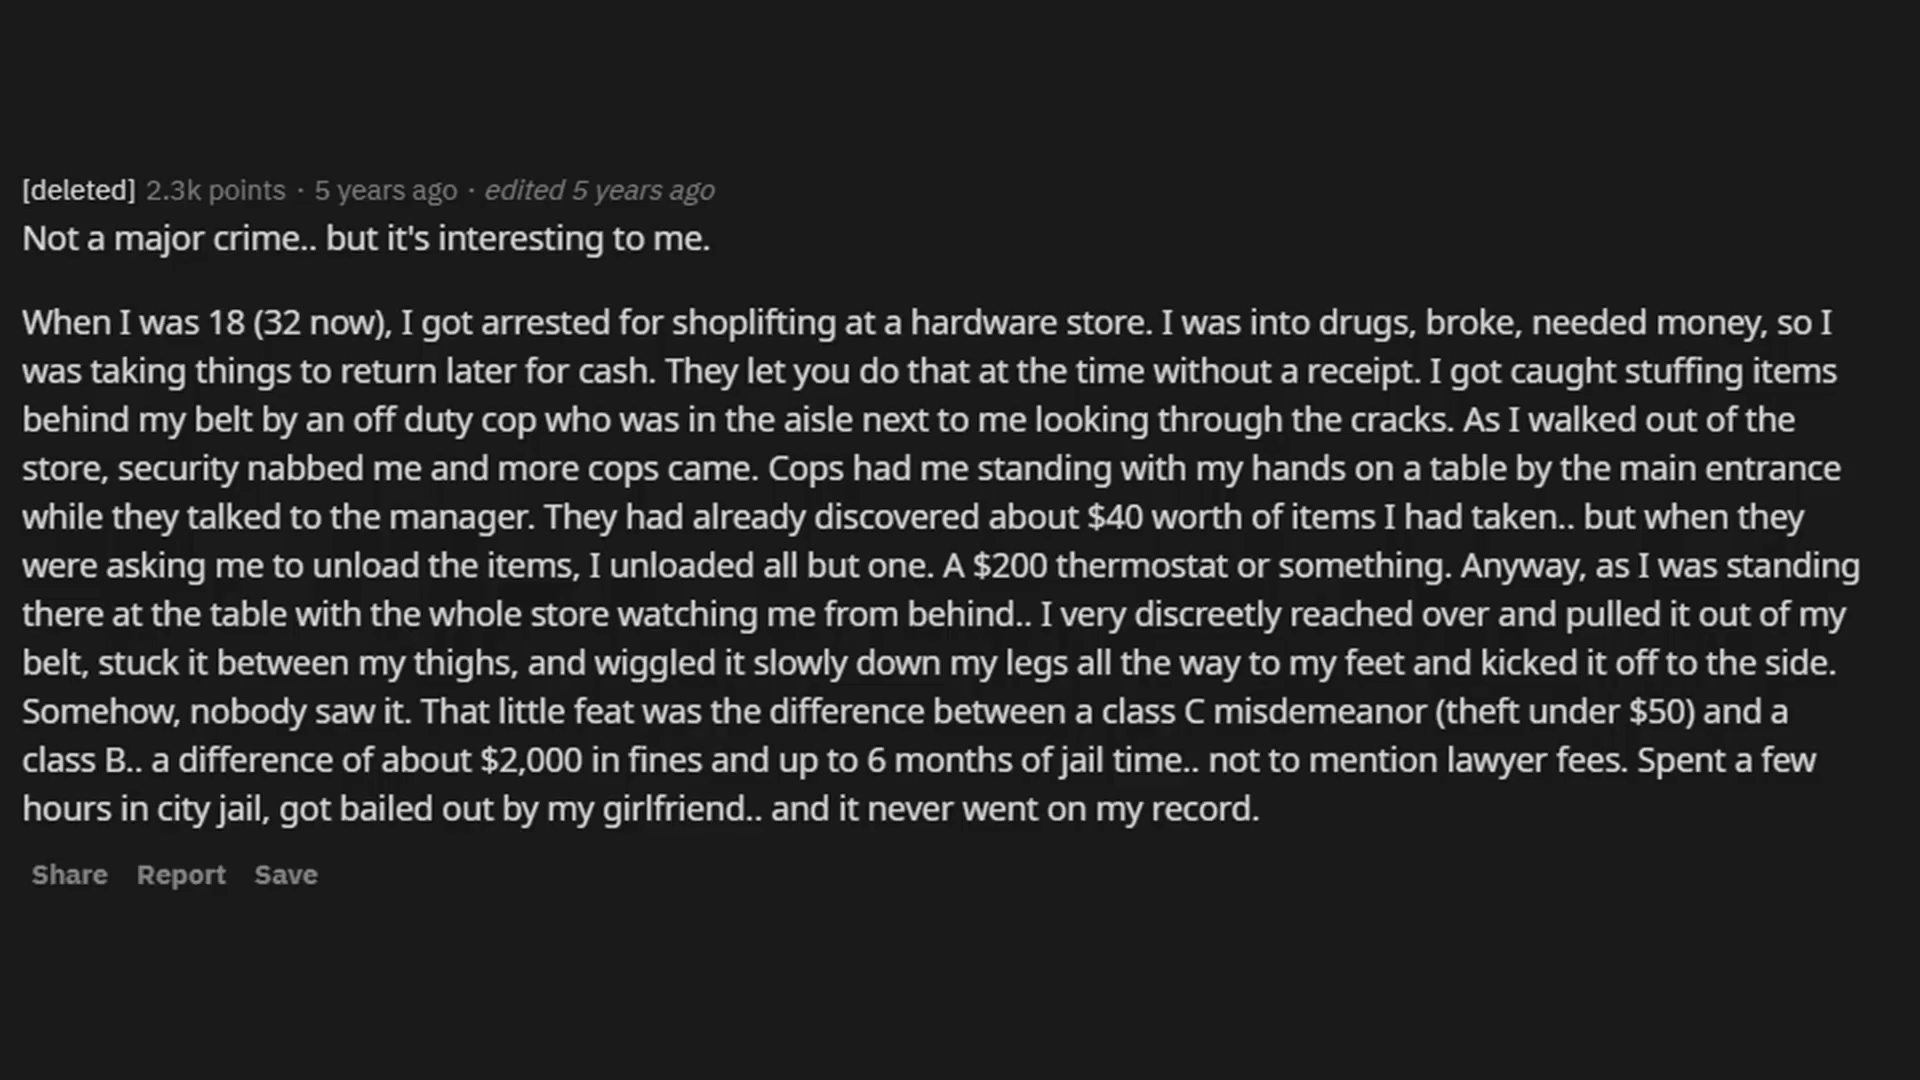 [deleted] 2.3k points · 5 years ago · edited 5 years ago
Not a major crime.. but it's interesting to me.
When I was 18 (32 now), I got arrested for shoplifting at a hardware store. I was into drugs, broke, needed money, so I
was taking things to return later for cash. They let you do that at the time without a receipt. I got caught stuffing items
behind my belt by an off duty cop who was in the aisle next to me looking through the cracks. As I walked out of the
store, security nabbed me and more cops came. Cops had me standing with my hands on a table by the main entrance
while they talked to the manager. They had already discovered about $40 worth of items I had taken.. but when they
were asking me to unload the items, I unloaded all but one. A $200 thermostat or something. Anyway, as I was standing
there at the table with the whole store watching me from behind.. I very discreetly reached over and pulled it out of my
belt, stuck it between my thighs, and wiggled it slowly down my legs all the way to my feet and kicked it off to the side.
Somehow, nobody saw it. That little feat was the difference between a class C misdemeanor (theft under $50) and a
class B.. a difference of about $2,000 in fines and up to 6 months of jail time.. not to mention lawyer fees. Spent a few
hours in city jail, got bailed out by my girlfriend.. and it never went on my record.
Share Report Save